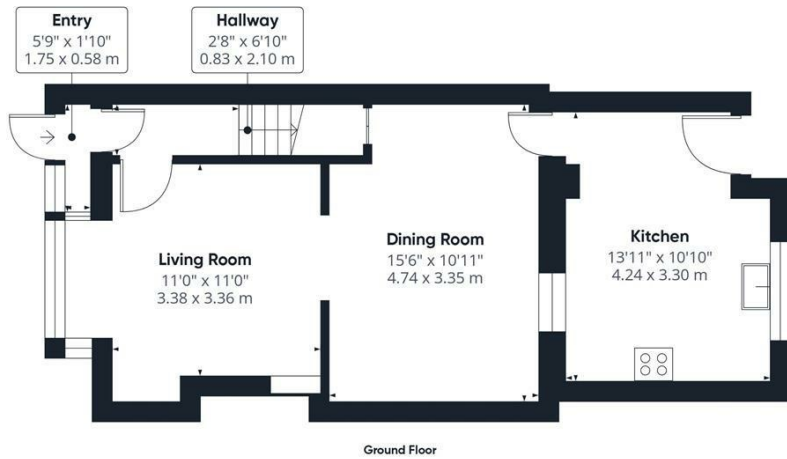 Entry
5'9" x 1'10"
1.75 x 0.58 m
Hallway
2'8" x 6'10"
0.83 x 2.10 m
Living Room
11'0" x 11'0"
3.38 x 3.36 m
Dining Room
15'6" x 10'11"
4.74 x 3.35 m
Kitchen
13'11" x 10'10"
4.24 x 3.30 m
Ground Floor